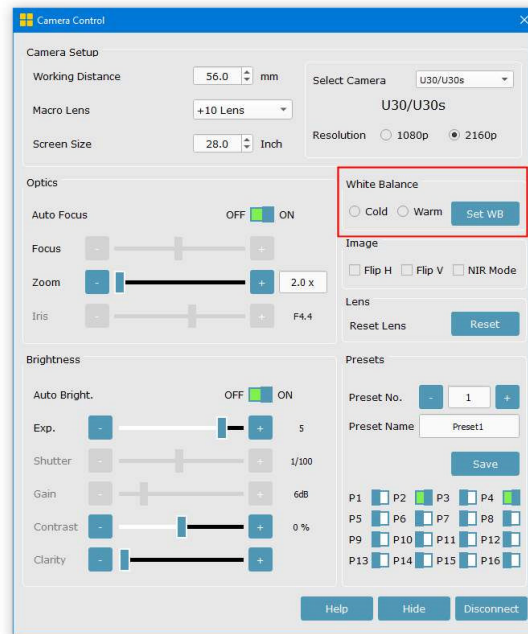 Camera Control
Camera Setup
Working Distance 56.0 mm
Macro Lens +10 Lens
Screen Size 28.0 Inch
Select Camera U30/U30s
U30/U30s
Resolution 1080p 2160p
Optics
Auto Focus OFF ON
Focus - +
Zoom - + 2.0 x
Iris - + F4.4
White Balance
Cold Warm Set WB
Image
Flip H Flip V NIR Mode
Lens
Reset Lens Reset
Brightness
Auto Bright. OFF ON
Exp. - + 5
Shutter - + 1/100
Gain - + 6dB
Contrast - + 0 %
Clarity - +
Presets
Preset No. - 1 +
Preset Name Preset1
Save
P1 P2 P3 P4
P5 P6 P7 P8
P9 P10 P11 P12
P13 P14 P15 P16
Help Hide Disconnect